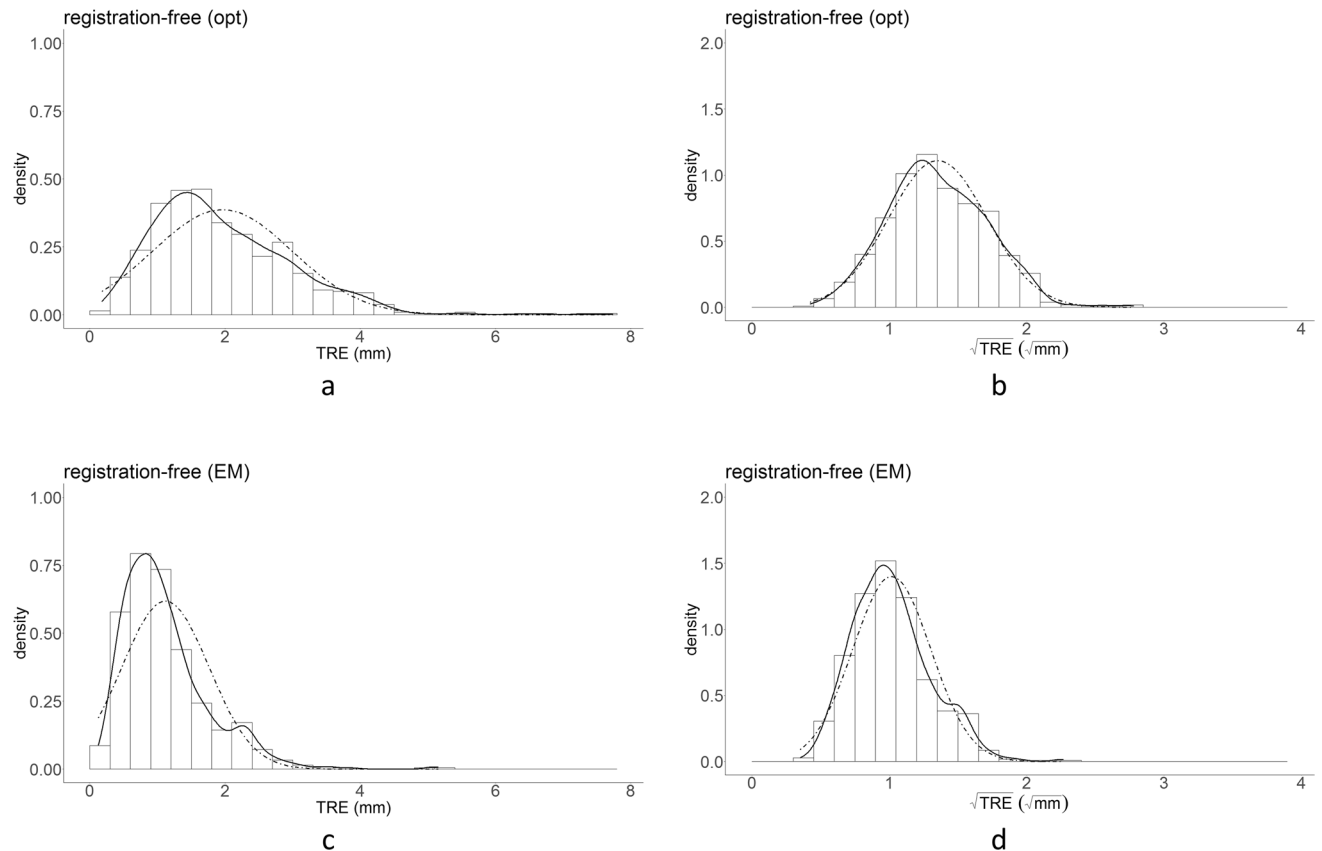 registration-free (opt)
1.00
0.75
0.50
0.25
0.00
density
0 2 4 6 8
TRE (mm)
a
registration-free (opt)
2.0
1.5
1.0
0.5
0.0
density
0 1 2 3 4
√TRE (√mm)
b
registration-free (EM)
1.00
0.75
0.50
0.25
0.00
density
0 2 4 6 8
TRE (mm)
c
registration-free (EM)
2.0
1.5
1.0
0.5
0.0
density
0 1 2 3 4
√TRE (√mm)
d